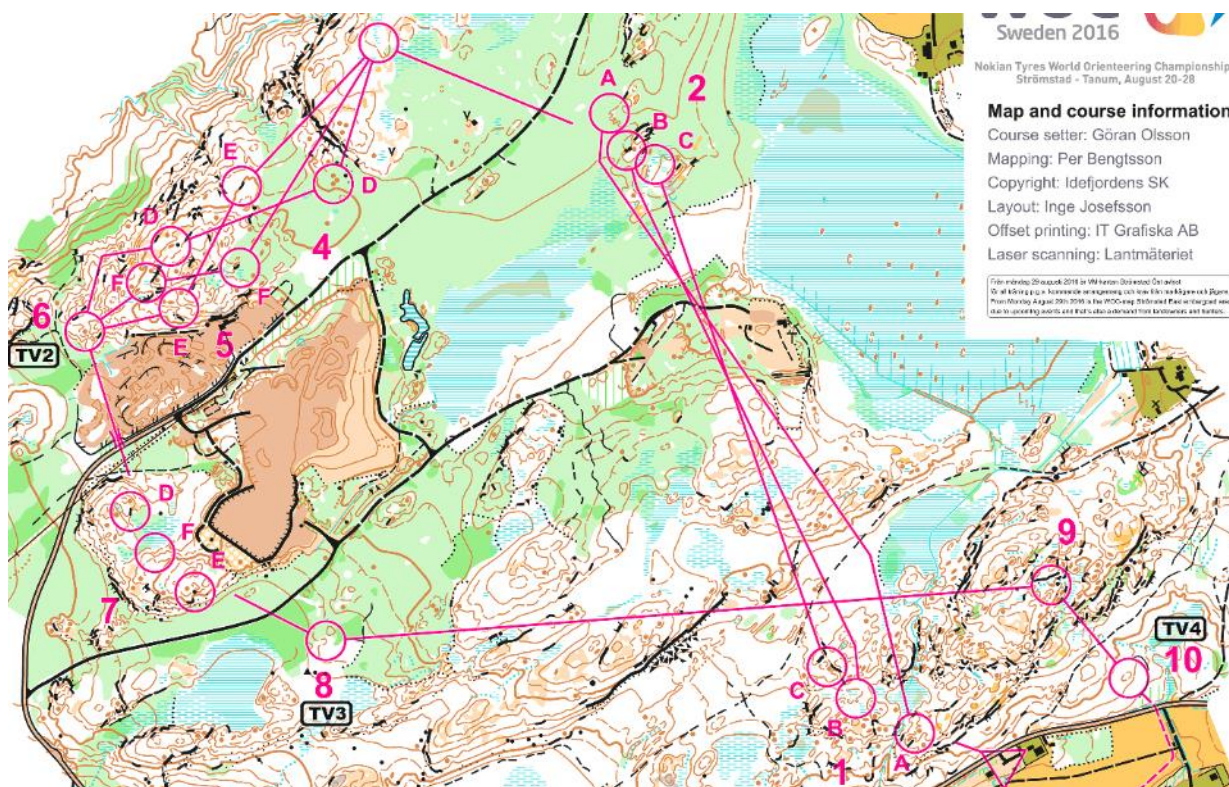 Sweden 2016
Nokian Tyres World Orienteering Championship
Strömstad - Tanum, August 20-28
Map and course information
Course setter: Göran Olsson
Mapping: Per Bengtsson
Copyright: Idefjordens SK
Layout: Inge Josefsson
Offset printing: IT Grafiska AB
Laser scanning: Lantmäteriet
A
2
B
C
E
D
D
4
F
F
6
E
5
TV2
D
F
E
7
8
TV3
9
TV4
10
C
B
A
1